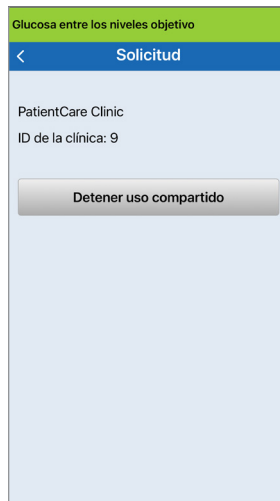 Glucosa entre los niveles objetivo
Solicitud
PatientCare Clinic
ID de la clínica: 9
Detener uso compartido